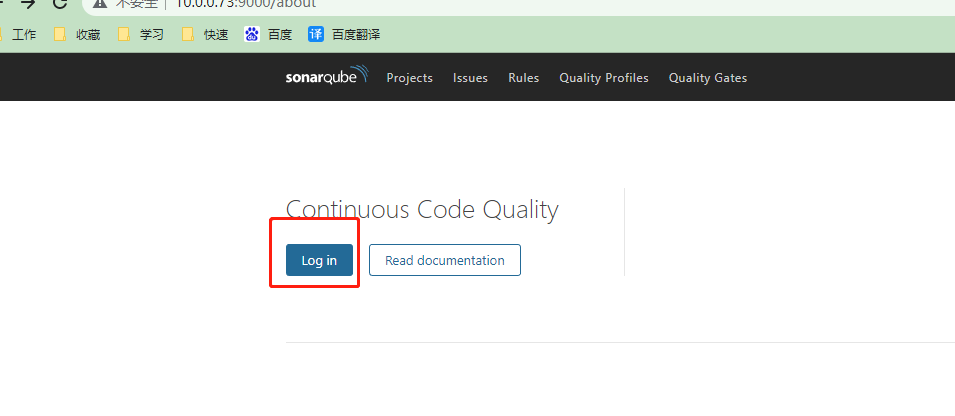 不安全 10.0.0.73:9000/about
工作 收藏 学习 快速 百度 译 百度翻译
sonarqube Projects Issues Rules Quality Profiles Quality Gates
Continuous Code Quality
Log in Read documentation